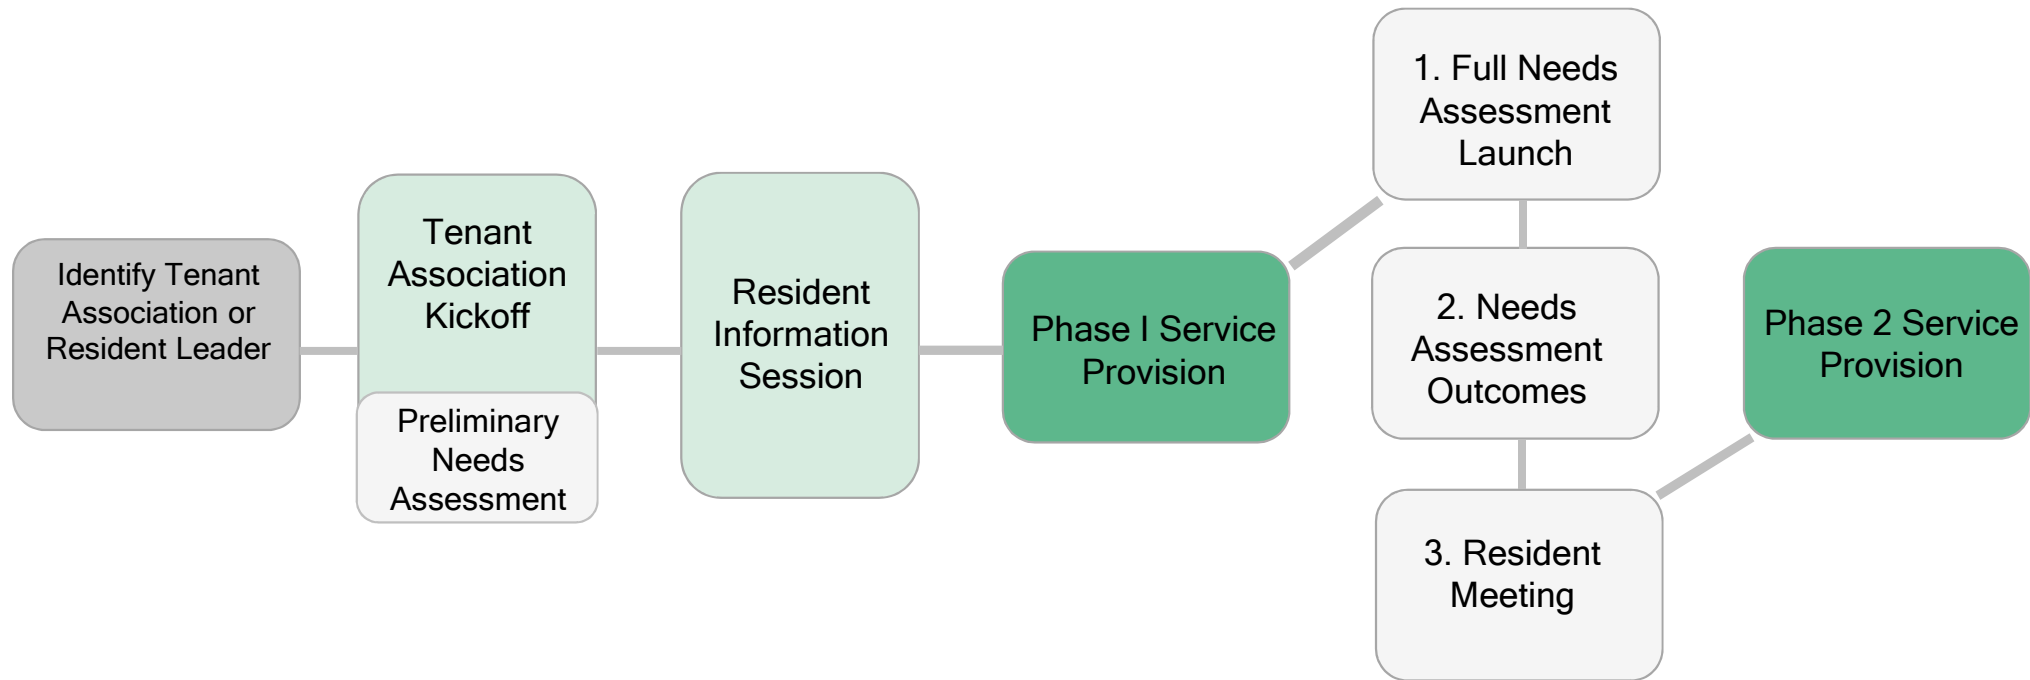 Identify Tenant
Association or
Resident Leader
Tenant
Association
Kickoff
Preliminary
Needs
Assessment
Resident
Information
Session
Phase I Service
Provision
1. Full Needs
Assessment
Launch
2. Needs
Assessment
Outcomes
3. Resident
Meeting
Phase 2 Service
Provision